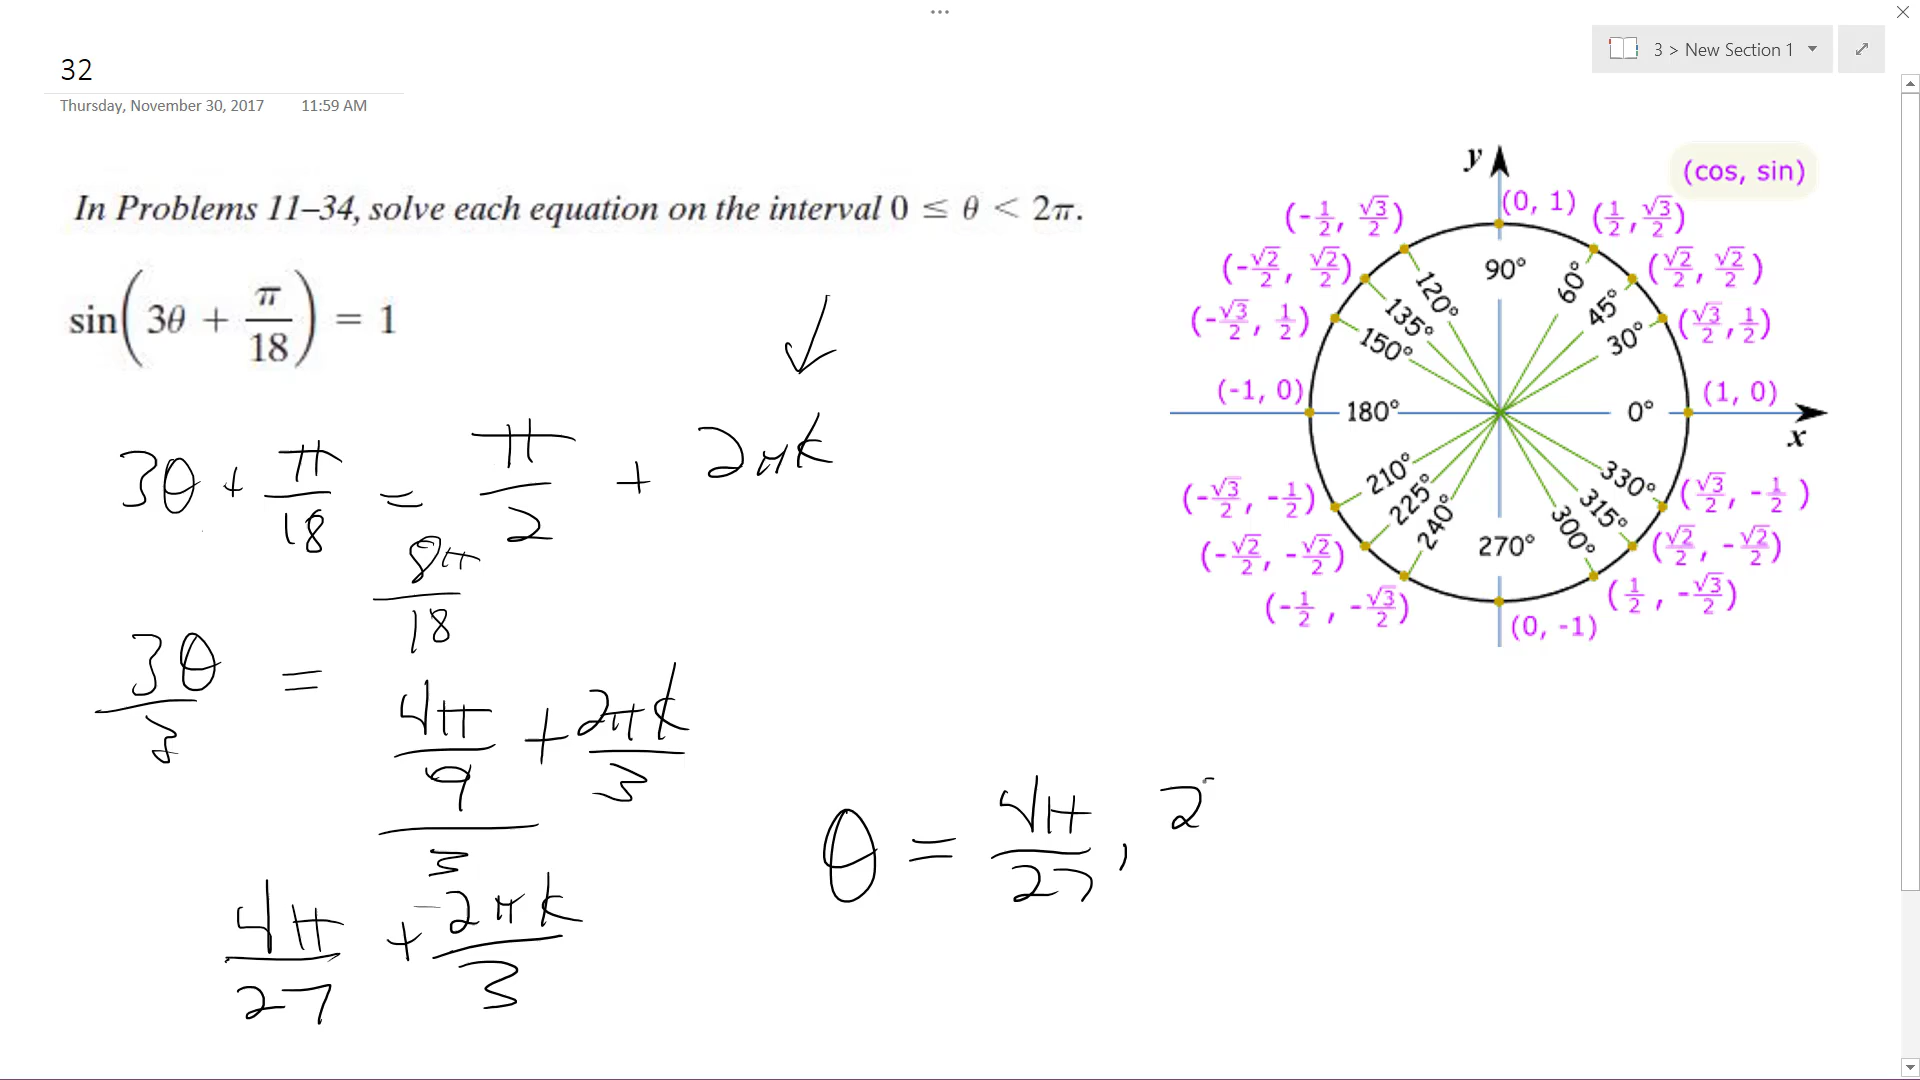 32
Thursday, November 30, 2017 11:59 AM
3 > New Section 1
In Problems 11–34, solve each equation on the interval 0 ≤ θ < 2π.
sin(3θ + π/18) = 1
3θ + π/18 = π/2 + 2πk
8π/18
3θ/3 = (4π/9)/3 + 2πk/3
4π/27 + 2πk/3
θ = 4π/27, 2
y
(cos, sin)
(0, 1)
(-1/2, √3/2) (1/2, √3/2)
(-√2/2, √2/2) (√2/2, √2/2)
(-√3/2, 1/2) (√3/2, 1/2)
90°
120° 60°
135° 45°
150° 30°
(-1, 0) (1, 0)
180° 0°
x
210° 330°
225° 315°
240° 300°
270°
(-√3/2, -1/2) (√3/2, -1/2)
(-√2/2, -√2/2) (√2/2, -√2/2)
(-1/2, -√3/2) (1/2, -√3/2)
(0, -1)